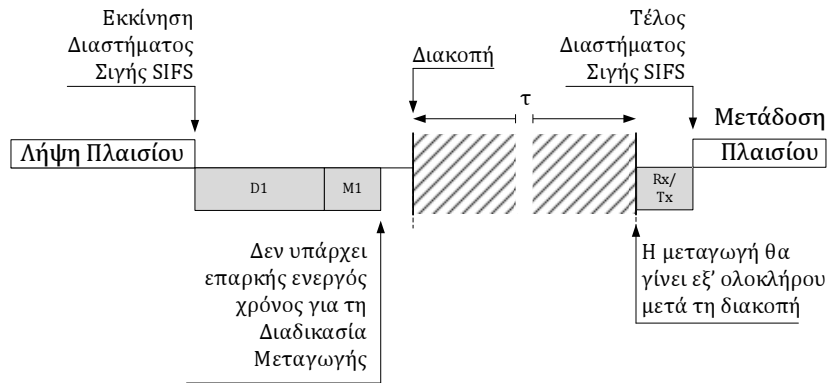 Εκκίνηση
Διαστήματος
Σιγής SIFS
Διακοπή
Τέλος
Διαστήματος
Σιγής SIFS
τ
Λήψη Πλαισίου
Μετάδοση
Πλαισίου
D1
M1
Rx/
Tx
Δεν υπάρχει
επαρκής ενεργός
χρόνος για τη
Διαδικασία
Μεταγωγής
Η μεταγωγή θα
γίνει εξ’ ολοκλήρου
μετά τη διακοπή